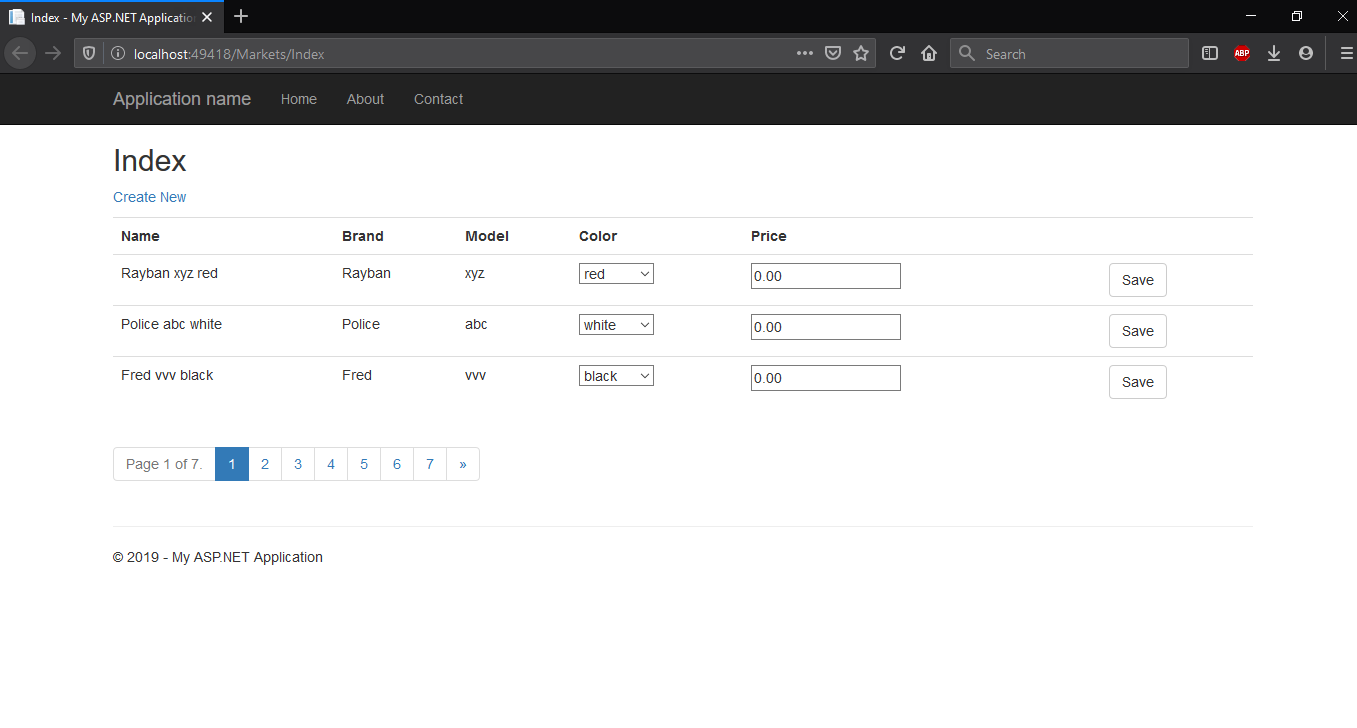 Index - My ASP.NET Applicatio
localhost:49418/Markets/Index
Search
ABP
Application name Home About Contact
Index
Create New
Name Brand Model Color Price
Rayban xyz red Rayban xyz red 0.00 Save
Police abc white Police abc white 0.00 Save
Fred vvv black Fred vvv black 0.00 Save
Page 1 of 7. 1 2 3 4 5 6 7 »
© 2019 - My ASP.NET Application